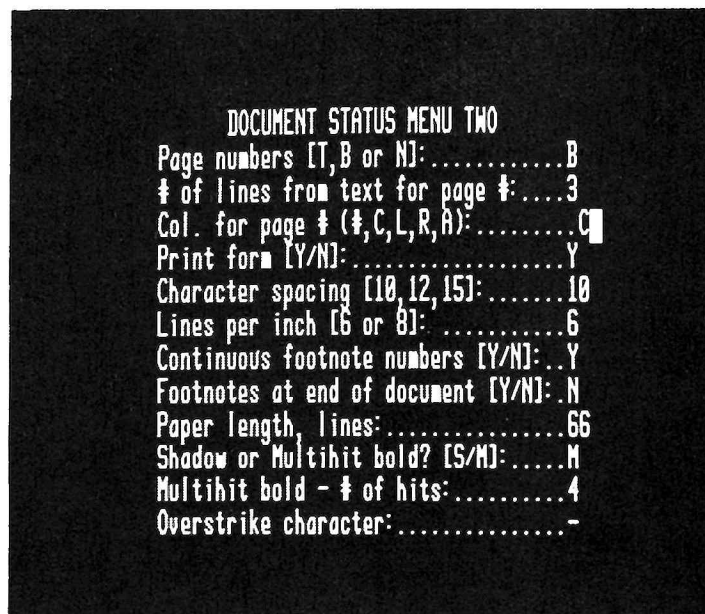 DOCUMENT STATUS MENU TWO
Page numbers [T,B or N]:............B
# of lines from text for page #:....3
Col. for page # (#,C,L,R,A):.........C
Print form [Y/N]:...................Y
Character spacing [10,12,15]:.......10
Lines per inch [6 or 8]: ...........6
Continuous footnote numbers [Y/N]:..Y
Footnotes at end of document [Y/N]:.N
Paper length, lines:................66
Shadow or Multihit bold? [S/M]:.....M
Multihit bold - # of hits:..........4
Overstrike character:...............-